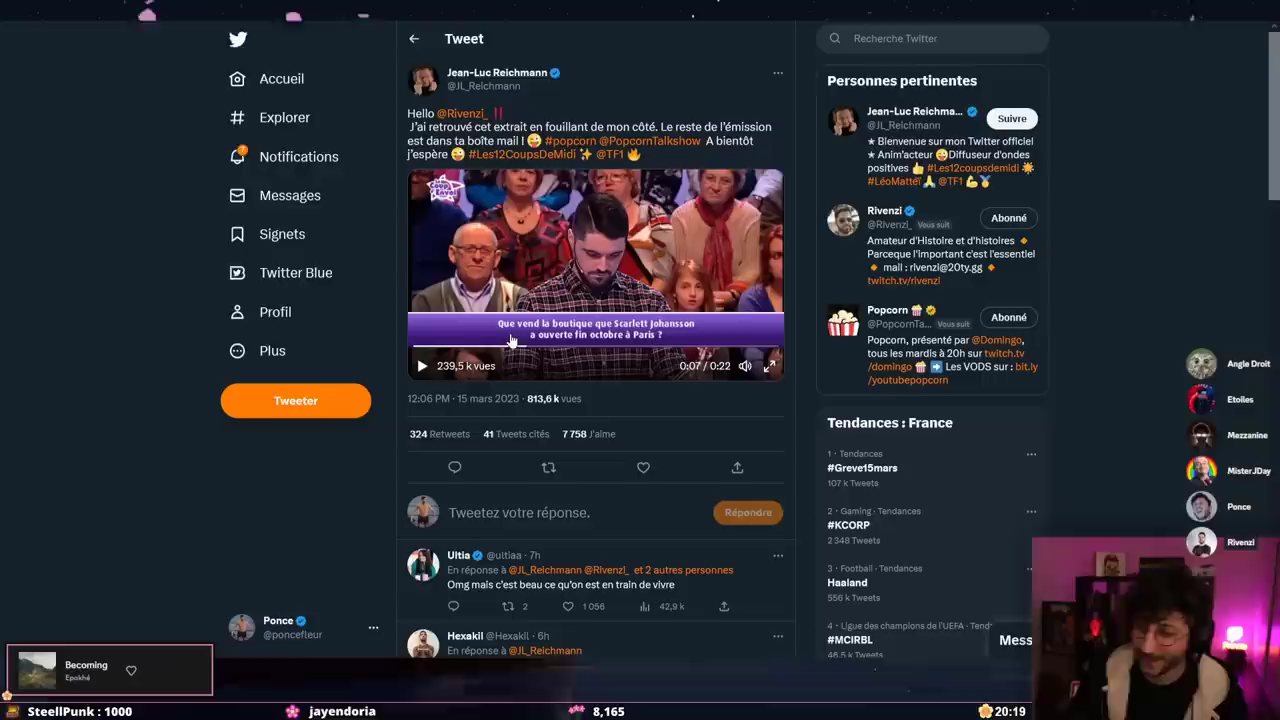 Tweet
Recherche Twitter
Accueil
Explorer
Notifications
Messages
Signets
Twitter Blue
Profil
Plus
Tweeter
Ponce
@poncefleur
Jean-Luc Reichmann
@JL_Reichmann
Hello @Rivenzi_ ‼️
J'ai retrouvé cet extrait en fouillant de mon côté. Le reste de l'émission
est dans ta boîte mail ! 😜 #popcorn @PopcornTalkshow A bientôt
j'espère 😜 #Les12CoupsDeMidi ✨ @TF1 🔥
Coup
d'Envoi
Que vend la boutique que Scarlett Johansson
a ouverte fin octobre à Paris ?
239,5 k vues
0:07 / 0:22
12:06 PM · 15 mars 2023 · 813,6 k vues
324 Retweets 41 Tweets cités 7 758 J'aime
Tweetez votre réponse.
Répondre
Ultia @ultiaa · 7h
En réponse à @JL_Reichmann @Rivenzi_ et 2 autres personnes
Omg mais c'est beau ce qu'on est en train de vivre
2 1 056 42,9 k
Hexakil @Hexakil · 6h
En réponse à @JL_Reichmann
Personnes pertinentes
Jean-Luc Reichma...
@JL_Reichmann
Suivre
★ Bienvenue sur mon Twitter officiel
★ Anim'acteur 😜Diffuseur d'ondes
positives 👍 #Les12coupsdemidi ☀️
#LéoMatteï 🙏 @TF1 💪🏅
Rivenzi
@Rivenzi_ Vous suit
Abonné
Amateur d'Histoire et d'histoires 🔸
Parceque l'important c'est l'essentiel
🔸 mail : rivenzi@20ty.gg 🔸
twitch.tv/rivenzi
Popcorn 🍿
@PopcornTa... Vous suit
Abonné
Popcorn, présenté par @Domingo,
tous les mardis à 20h sur twitch.tv
/domingo 🍿 ➡️ Les VODS sur : bit.ly
/youtubepopcorn
Tendances : France
1 · Tendances
#Greve15mars
107 k Tweets
2 · Gaming · Tendances
#KCORP
2 348 Tweets
3 · Football · Tendances
Haaland
556 k Tweets
4 · Ligue des champions de l'UEFA · Tend
#MCIRBL
46,5 k Tweets
Mess
Angle Droit
Etoiles
Mezzanine
MisterJDay
Ponce
Rivenzi
Becoming
Epokhé
SteellPunk : 1000
jayendoria
8,165
20:19